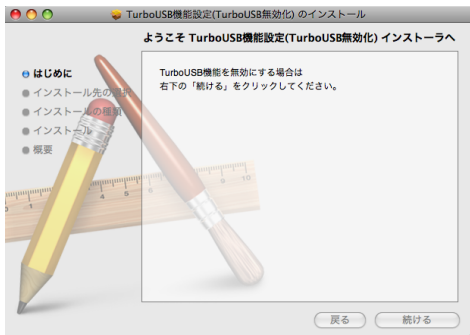 TurboUSB機能設定(TurboUSB無効化) のインストール
ようこそ TurboUSB機能設定(TurboUSB無効化) インストーラへ
はじめに
インストール先の選択
インストールの種類
インストール
概要
TurboUSB機能を無効にする場合は
右下の「続ける」をクリックしてください。
戻る
続ける